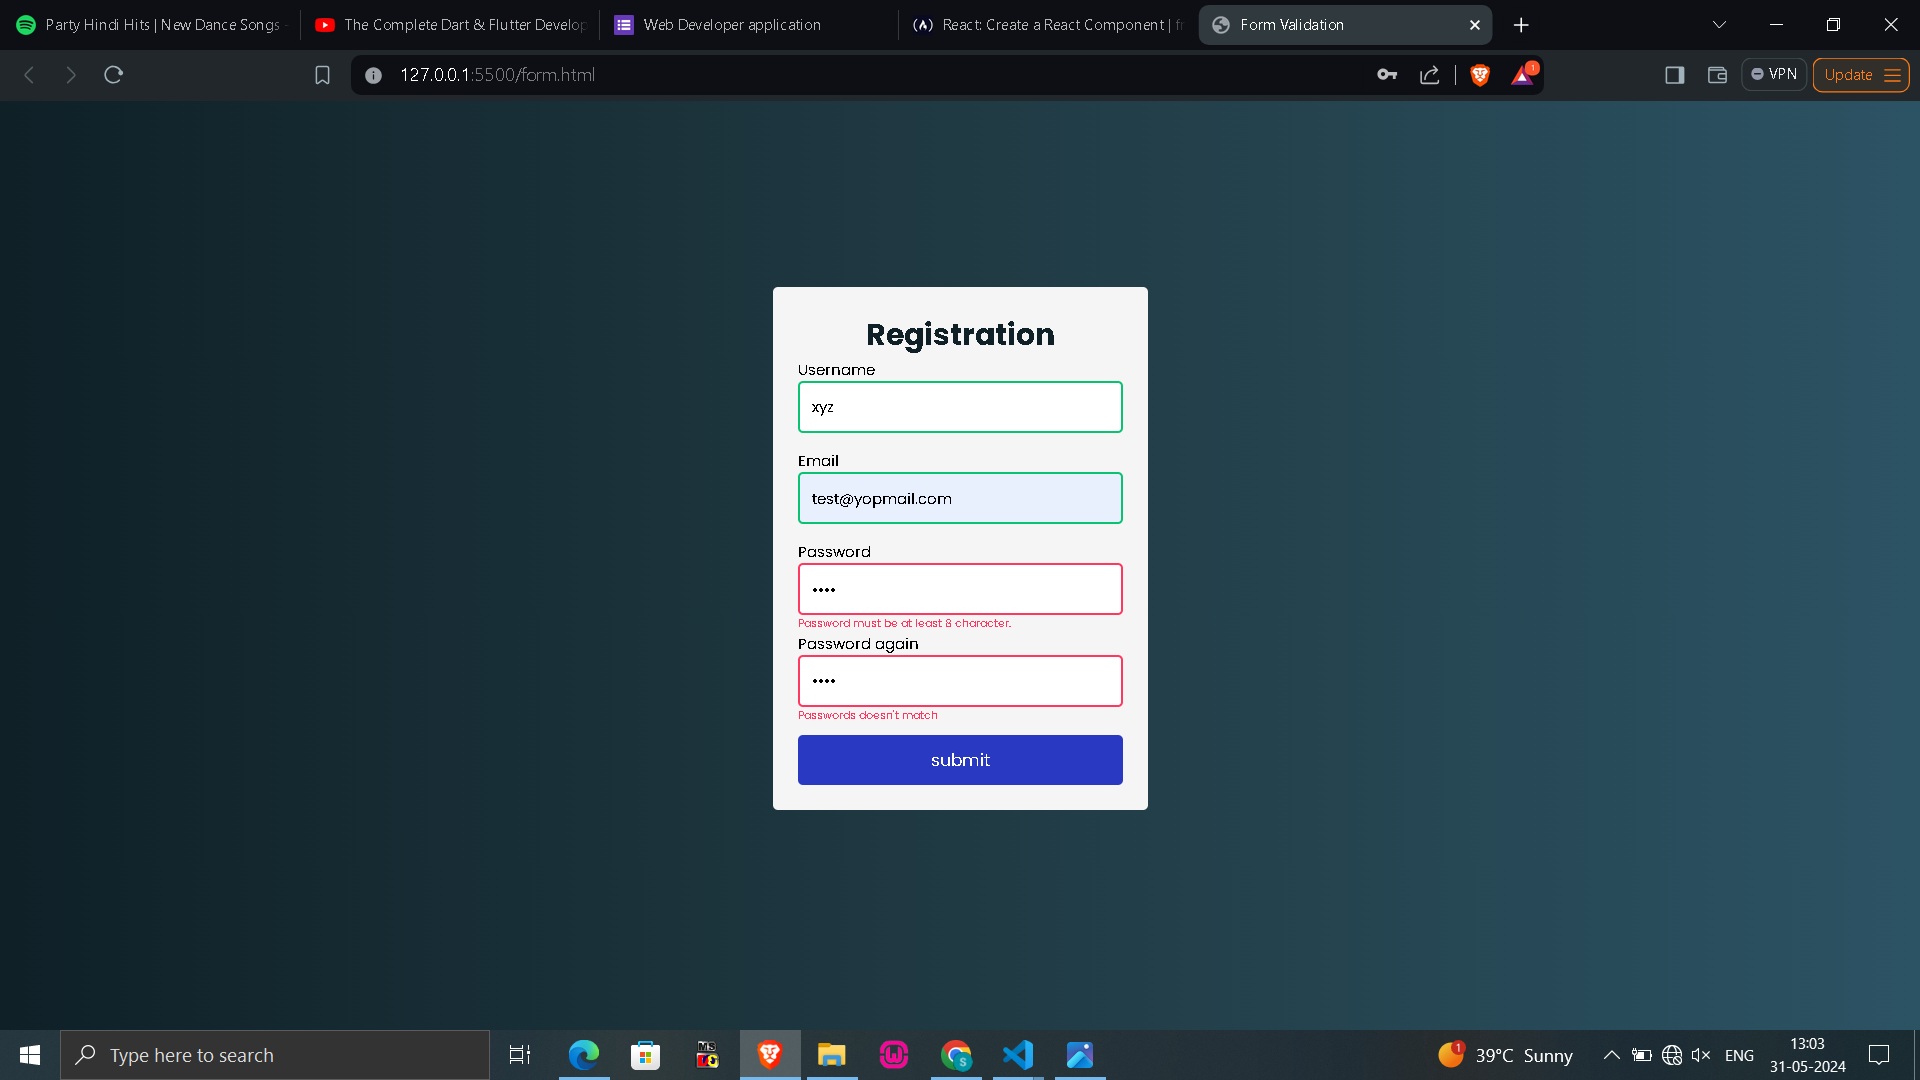 Party Hindi Hits | New Dance Songs
The Complete Dart & Flutter Develop
Web Developer application
React: Create a React Component | fr
Form Validation
127.0.0.1:5500/form.html
1
VPN
Update
Registration
Username
xyz
Email
test@yopmail.com
Password
••••
Password must be at least 8 character.
Password again
••••
Passwords doesn't match
submit
Type here to search
MS
S
1
39°C Sunny
ENG
13:03
31-05-2024